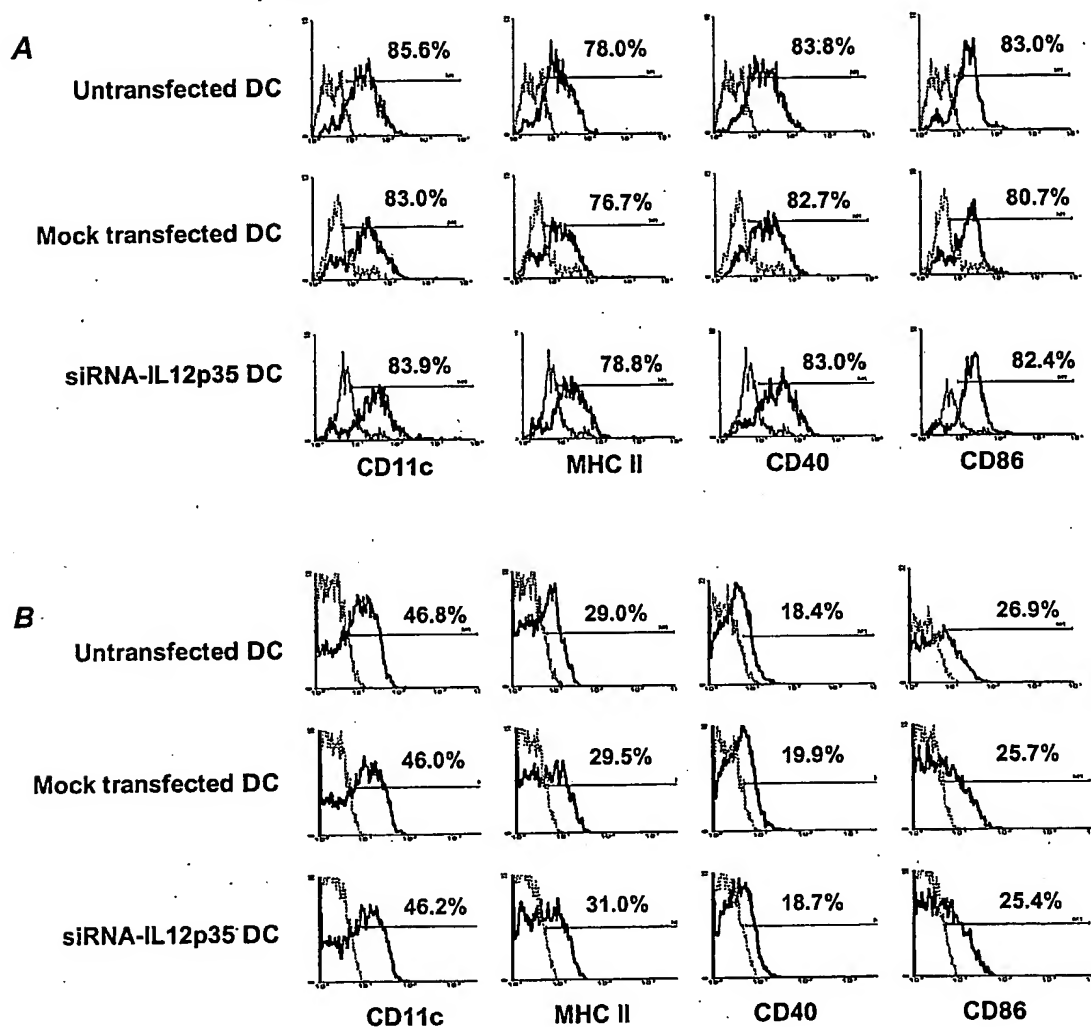 A
Untransfected DC
85.6%
78.0%
83.8%
83.0%
Mock transfected DC
83.0%
76.7%
82.7%
80.7%
siRNA-IL12p35 DC
83.9%
78.8%
83.0%
82.4%
CD11c
MHC II
CD40
CD86
B
Untransfected DC
46.8%
29.0%
18.4%
26.9%
Mock transfected DC
46.0%
29.5%
19.9%
25.7%
siRNA-IL12p35 DC
46.2%
31.0%
18.7%
25.4%
CD11c
MHC II
CD40
CD86